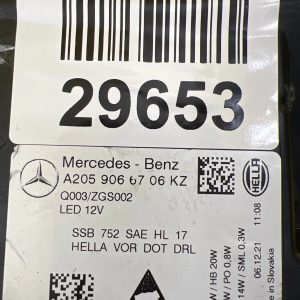 29653
Mercedes - Benz
A205 906 67 06 KZ
Q003/ZGS002
LED 12V
SSB 752 SAE HL 17
HELLA VOR DOT DRL
HELLA
11:08
06.12.21
W / HB 20W
W / PO 0.8W
14W / SML 0.3W
e in Slovakia